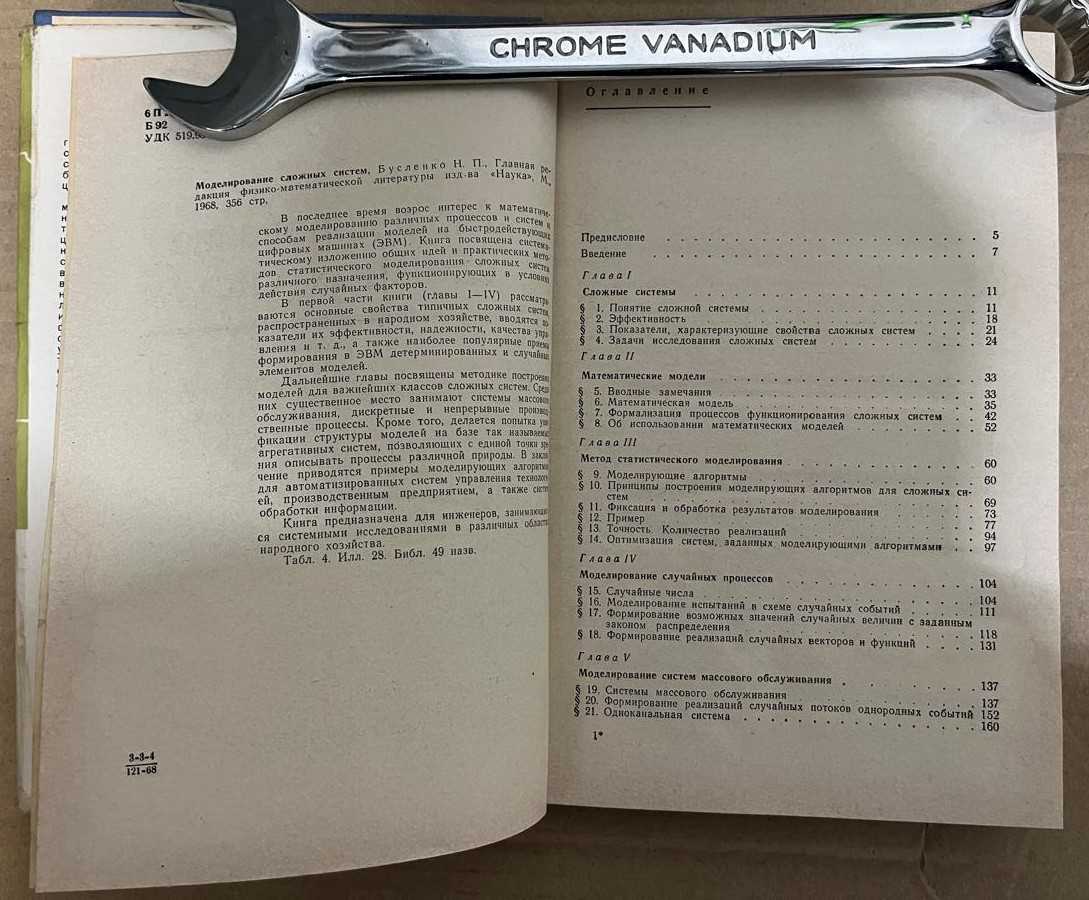 CHROME VANADIUM
6 П
Б 92
УДК 519.
Моделирование сложных систем, Бусленко Н. П., Главная ре-
дакция физико-математической литературы изд-ва «Наука», М.,
1968, 356 стр.
В последнее время возрос интерес к математиче-
скому моделированию различных процессов и систем и
способам реализации моделей на быстродействующих
цифровых машинах (ЭВМ). Книга посвящена система-
тическому изложению общих идей и практических мето-
дов статистического моделирования сложных систем
различного назначения, функционирующих в условиях
действия случайных факторов.
В первой части книги (главы I—IV) рассматри-
ваются основные свойства типичных сложных систем,
распространенных в народном хозяйстве, вводятся по-
казатели их эффективности, надежности, качества упра-
вления и т. д., а также наиболее популярные приемы
формирования в ЭВМ детерминированных и случайных
элементов моделей.
Дальнейшие главы посвящены методике построения
моделей для важнейших классов сложных систем. Среди
них существенное место занимают системы массового
обслуживания, дискретные и непрерывные производ-
ственные процессы. Кроме того, делается попытка уни-
фикации структуры моделей на базе так называемых
агрегативных систем, позволяющих с единой точки зре-
ния описывать процессы различной природы. В заклю-
чение приводятся примеры моделирующих алгоритмов
для автоматизированных систем управления технологи-
ей, производственным предприятием, а также систем
обработки информации.
Книга предназначена для инженеров, занимающих-
ся системными исследованиями в различных областях
народного хозяйства.
Табл. 4. Илл. 28. Библ. 49 назв.
3-3-4
121-68
Оглавление
Предисловие 5
Введение 7
Глава I
Сложные системы 11
§ 1. Понятие сложной системы 11
§ 2. Эффективность 18
§ 3. Показатели, характеризующие свойства сложных систем 21
§ 4. Задачи исследования сложных систем 24
Глава II
Математические модели 33
§ 5. Вводные замечания 33
§ 6. Математическая модель 35
§ 7. Формализация процессов функционирования сложных систем 42
§ 8. Об использовании математических моделей 52
Глава III
Метод статистического моделирования 60
§ 9. Моделирующие алгоритмы 60
§ 10. Принципы построения моделирующих алгоритмов для сложных си-
стем 69
§ 11. Фиксация и обработка результатов моделирования 73
§ 12. Пример 77
§ 13. Точность. Количество реализаций 94
§ 14. Оптимизация систем, заданных моделирующими алгоритмами 97
Глава IV
Моделирование случайных процессов 104
§ 15. Случайные числа 104
§ 16. Моделирование испытаний в схеме случайных событий 111
§ 17. Формирование возможных значений случайных величин с заданным
законом распределения 118
§ 18. Формирование реализаций случайных векторов и функций 131
Глава V
Моделирование систем массового обслуживания 137
§ 19. Системы массового обслуживания 137
§ 20. Формирование реализаций случайных потоков однородных событий 152
§ 21. Одноканальная система 160
1*